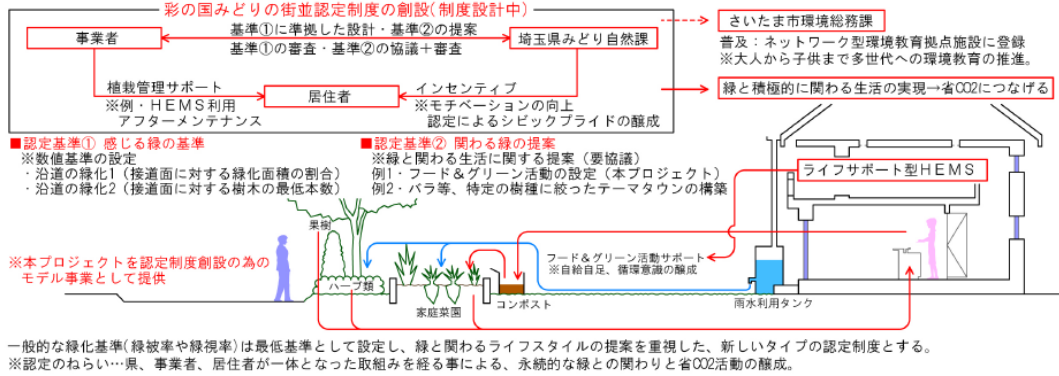 彩の国みどりの街並認定制度の創設(制度設計中)
事業者
基準①に準拠した設計・基準②の提案
基準①の審査・基準②の協議＋審査
埼玉県みどり自然課
植栽管理サポート
※例・ＨＥＭＳ利用
アフターメンテナンス
居住者
インセンティブ
※モチベーションの向上
認定によるシビックプライドの醸成
さいたま市環境総務課
普及：ネットワーク型環境教育拠点施設に登録
※大人から子供まで多世代への環境教育の推進。
緑と積極的に関わる生活の実現→省CO2につなげる
■認定基準① 感じる緑の基準
※数値基準の設定
・沿道の緑化1（接道面に対する緑化面積の割合）
・沿道の緑化2（接道面に対する樹木の最低本数）
■認定基準② 関わる緑の提案
※緑と関わる生活に関する提案（要協議）
例1・フード＆グリーン活動の設定（本プロジェクト）
例2・バラ等、特定の樹種に絞ったテーマタウンの構築
ライフサポート型ＨＥＭＳ
果樹
※本プロジェクトを認定制度創設の為の
モデル事業として提供
フード＆グリーン活動サポート
※自給自足、循環意識の醸成
ハーブ類
家庭菜園
コンポスト
雨水利用タンク
一般的な緑化基準(緑被率や緑視率)は最低基準として設定し、緑と関わるライフスタイルの提案を重視した、新しいタイプの認定制度とする。
※認定のねらい…県、事業者、居住者が一体となった取組みを経る事による、永続的な緑との関わりと省CO2活動の醸成。